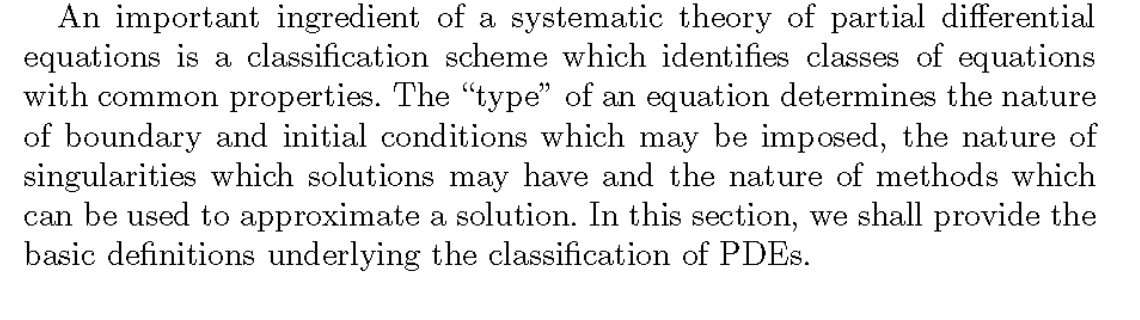 An important ingredient of a systematic theory of partial differential
equations is a classification scheme which identifies classes of equations
with common properties. The “type” of an equation determines the nature
of boundary and initial conditions which may be imposed, the nature of
singularities which solutions may have and the nature of methods which
can be used to approximate a solution. In this section, we shall provide the
basic definitions underlying the classification of PDEs.